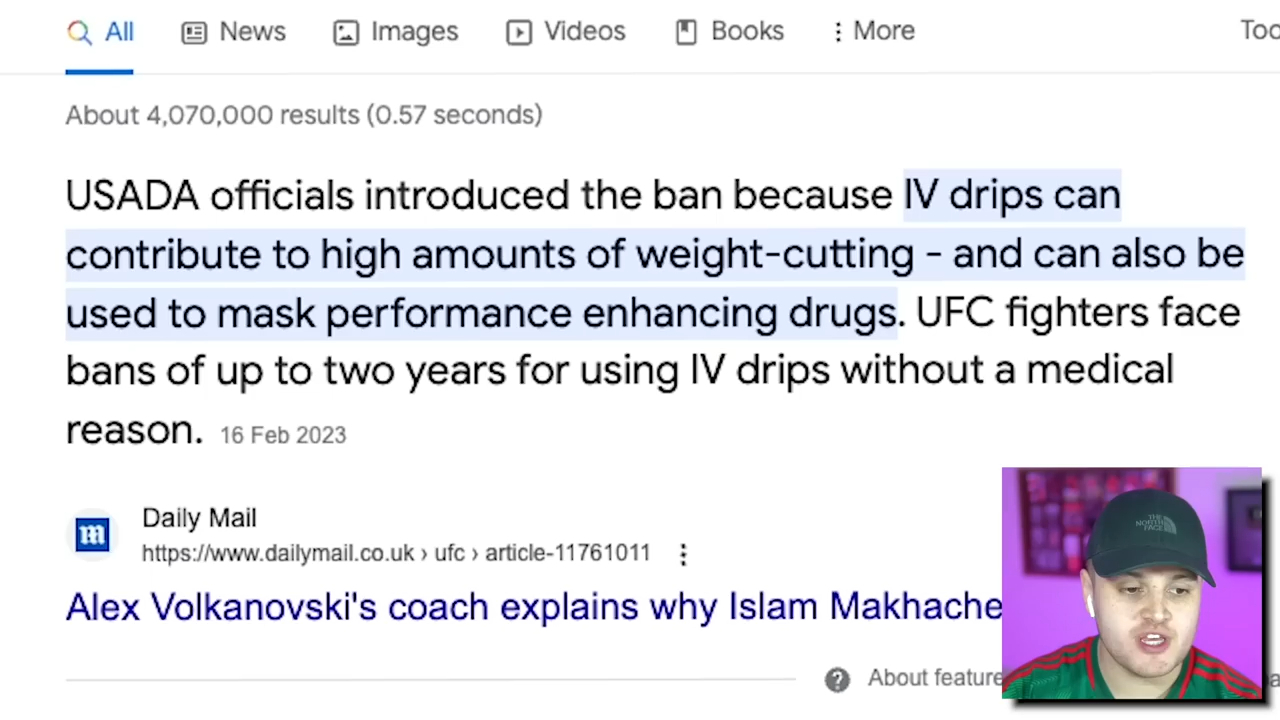 All News Images Videos Books More
About 4,070,000 results (0.57 seconds)
USADA officials introduced the ban because IV drips can
contribute to high amounts of weight-cutting - and can also be
used to mask performance enhancing drugs. UFC fighters face
bans of up to two years for using IV drips without a medical
reason. 16 Feb 2023
m
Daily Mail
https://www.dailymail.co.uk › ufc › article-11761011
Alex Volkanovski's coach explains why Islam Makhache
THE
NORTH
FACE
? About feature